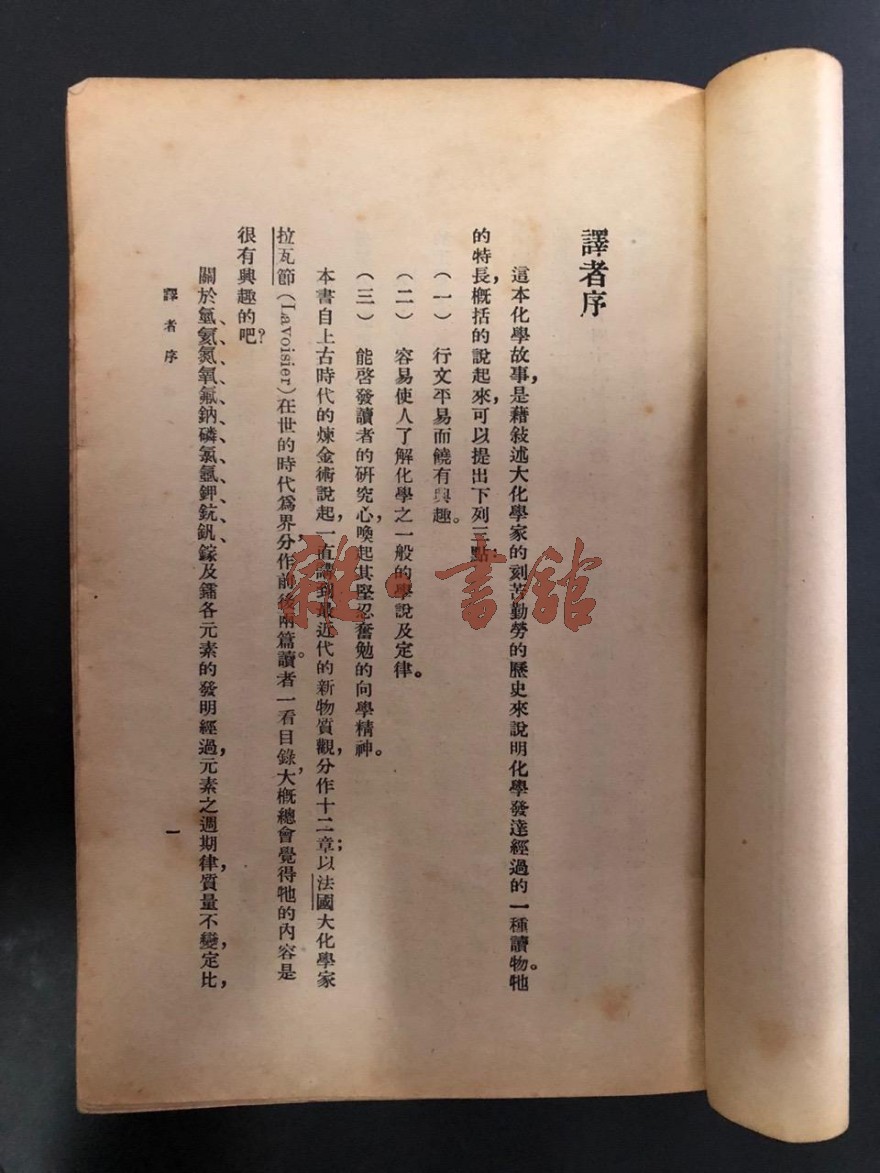 譯者序
這本化學故事，是藉敍述大化學家的刻苦勤勞的歷史來說明化學發達經過的一種讀物。牠
的特長，概括的說起來，可以提出下列三點：
（一） 行文平易而饒有興趣。
（二） 容易使人了解化學之一般的學說及定律。
（三） 能啓發讀者的研究心，喚起其堅忍奮勉的向學精神。
本書自上古時代的煉金術說起，一直講到最近代的新物質觀，分作十二章；以法國大化學家
拉瓦節（Lavoisier）在世的時代爲界，分作前後兩篇。讀者一看目錄，大概總會覺得牠的內容是
很有興趣的吧？
關於氫、氦、氮、氧、氟、鈉、磷、氯、氬、鉀、鈧、釩、鎵及鐳各元素的發明經過，元素之週期律，質量不變，定比，
譯者序
一
雜·書館